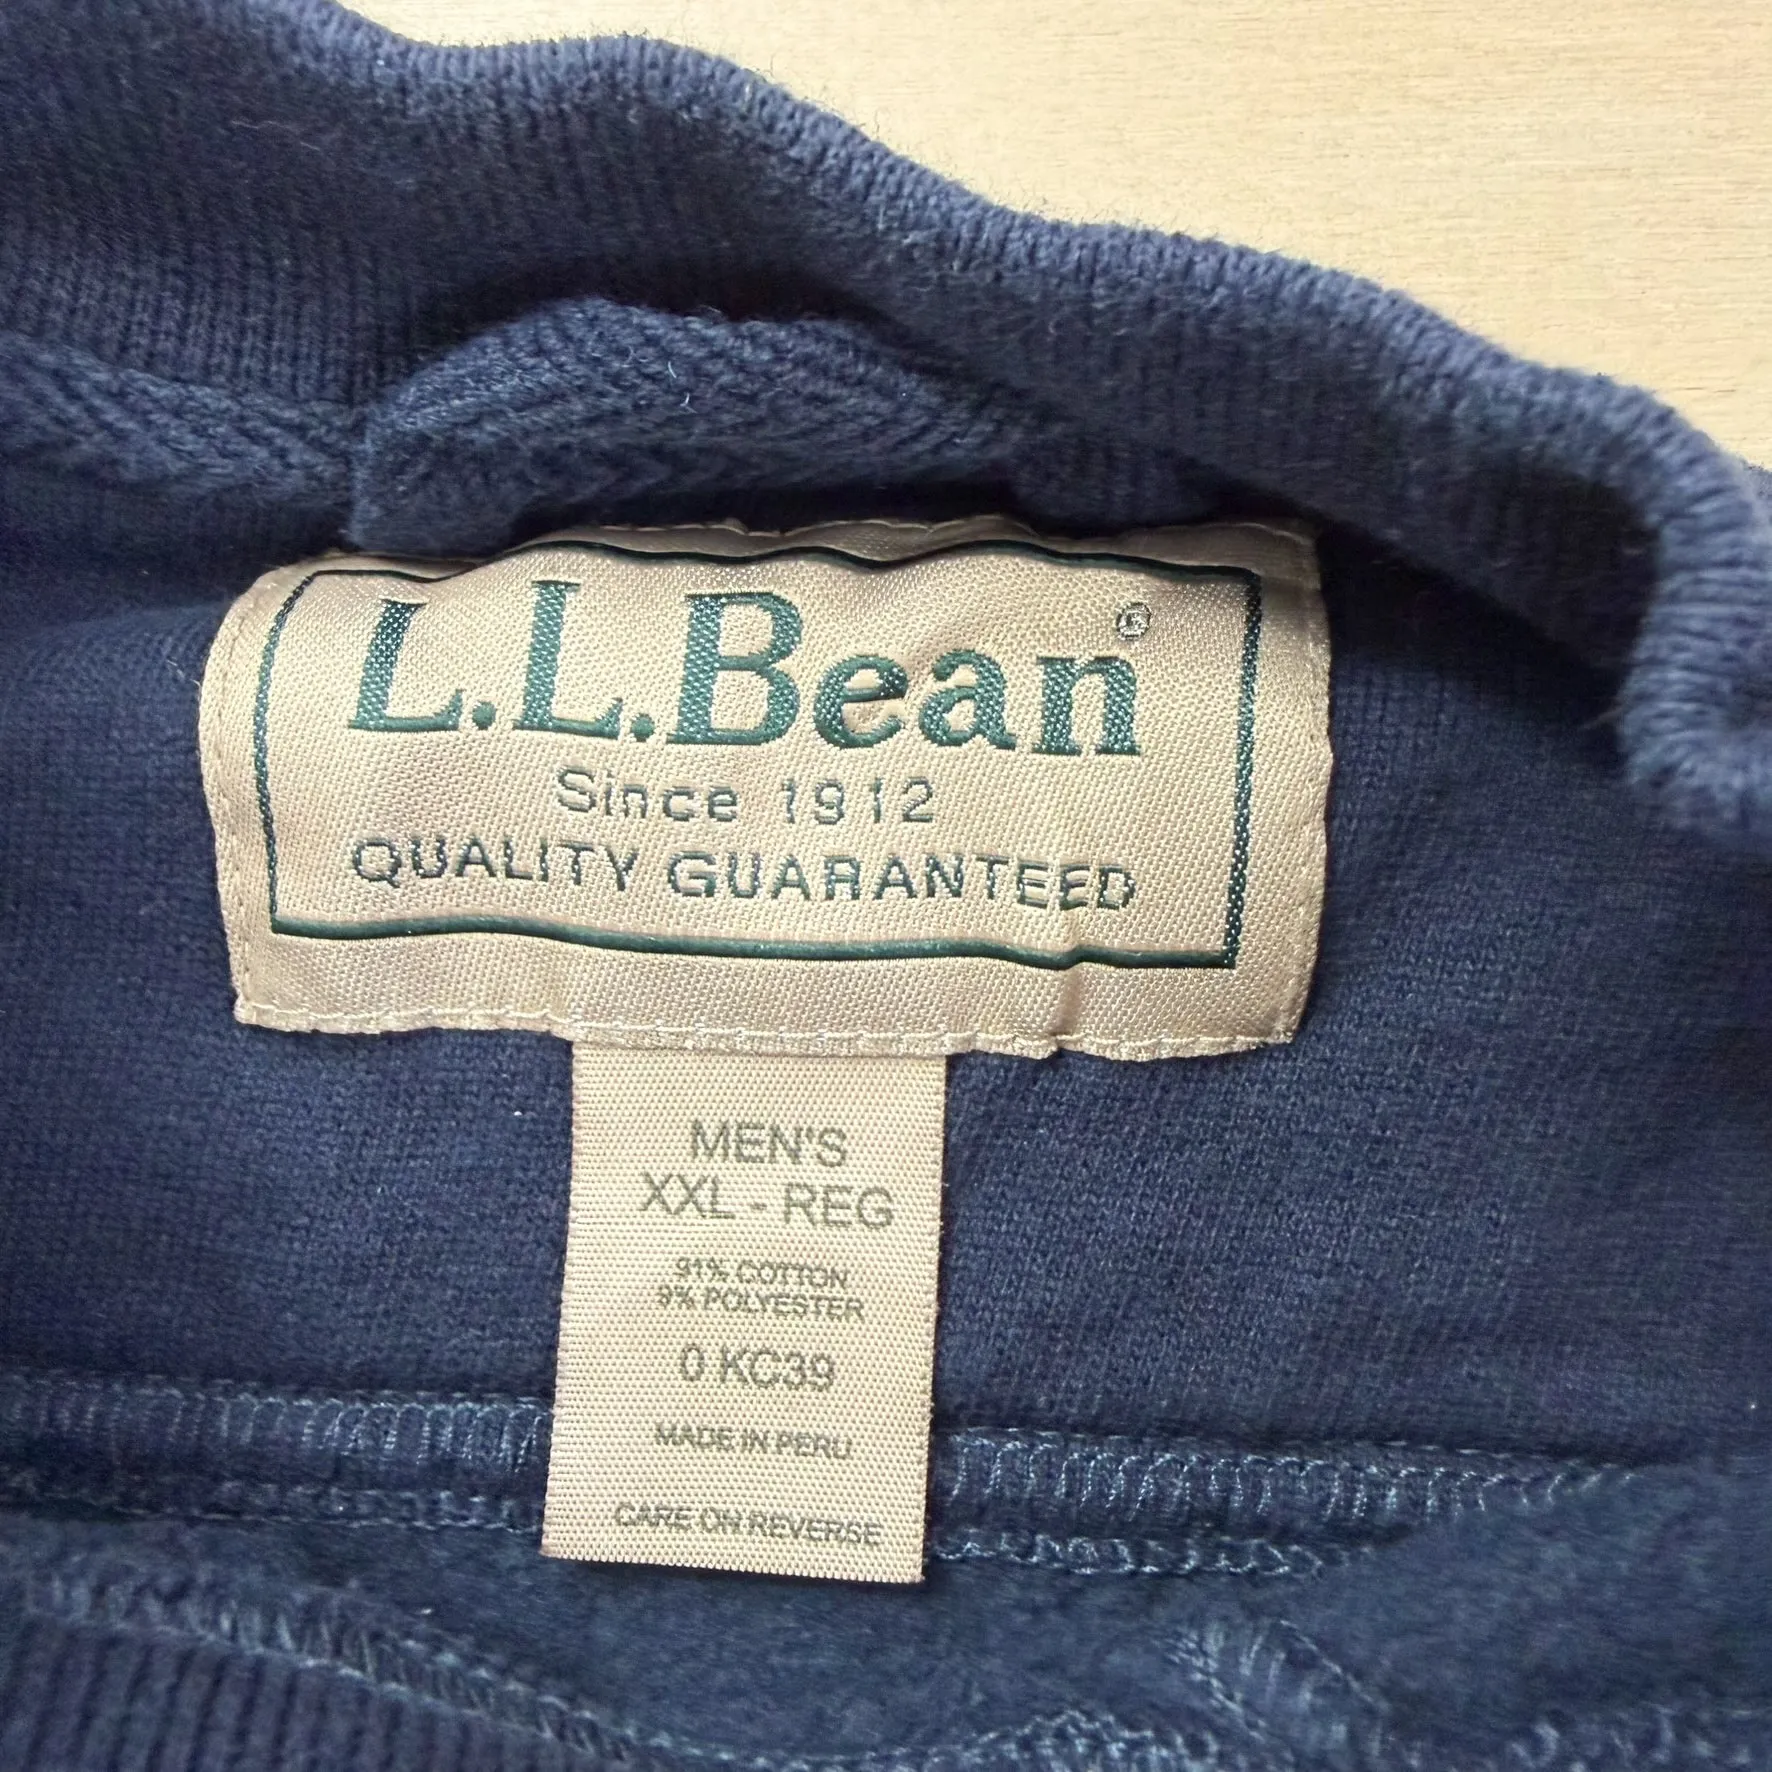 L.L.Bean®
Since 1912
QUALITY GUARANTEED
MEN'S
XXL - REG
91% COTTON
9% POLYESTER
0 KC39
MADE IN PERU
CARE ON REVERSE